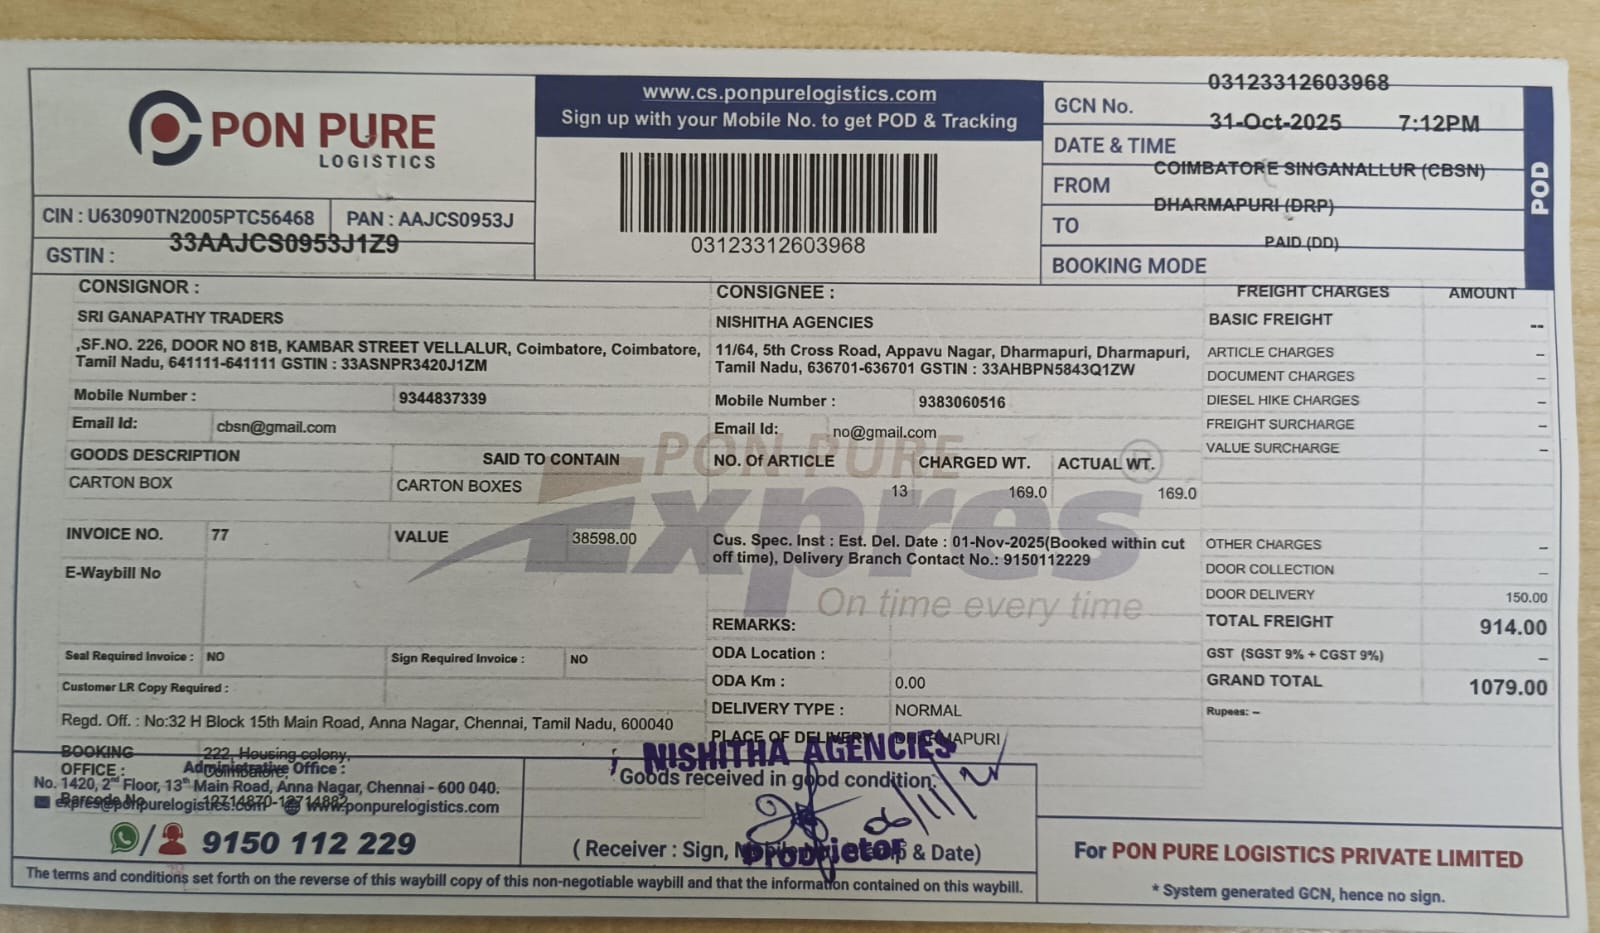 PON PURE
LOGISTICS
CIN : U63090TN2005PTC56468
PAN : AAJCS0953J
GSTIN :
33AAJCS0953J1Z9
www.cs.ponpurelogistics.com
Sign up with your Mobile No. to get POD & Tracking
03123312603968
GCN No.
03123312603968
DATE & TIME
31-Oct-2025 7:12PM
FROM
COIMBATORE SINGANALLUR (CBSN)
TO
DHARMAPURI (DRP)
BOOKING MODE
PAID (DD)
POD
CONSIGNOR :
SRI GANAPATHY TRADERS
,SF.NO. 226, DOOR NO 81B, KAMBAR STREET VELLALUR, Coimbatore, Coimbatore,
Tamil Nadu, 641111-641111 GSTIN : 33ASNPR3420J1ZM
Mobile Number : 9344837339
Email Id: cbsn@gmail.com
GOODS DESCRIPTION SAID TO CONTAIN
CARTON BOX CARTON BOXES
INVOICE NO. 77 VALUE 38598.00
E-Waybill No
Seal Required Invoice : NO Sign Required Invoice : NO
Customer LR Copy Required :
Regd. Off. : No:32 H Block 15th Main Road, Anna Nagar, Chennai, Tamil Nadu, 600040
BOOKING OFFICE : 222, Housing colony,
Coimbatore,
Barcode No
Administrative Office :
No. 1420, 2nd Floor, 13th Main Road, Anna Nagar, Chennai - 600 040.
expres@ponpurelogistics.com www.ponpurelogistics.com
9150 112 229
CONSIGNEE :
NISHITHA AGENCIES
11/64, 5th Cross Road, Appavu Nagar, Dharmapuri, Dharmapuri,
Tamil Nadu, 636701-636701 GSTIN : 33AHBPN5843Q1ZW
Mobile Number : 9383060516
Email Id: no@gmail.com
PON PURE
Expres
On time every time
NO. Of ARTICLE CHARGED WT. ACTUAL WT.
13 169.0 169.0
Cus. Spec. Inst : Est. Del. Date : 01-Nov-2025(Booked within cut
off time), Delivery Branch Contact No.: 9150112229
REMARKS:
ODA Location :
ODA Km : 0.00
DELIVERY TYPE : NORMAL
PLACE OF DELIVERY DHARMAPURI
NISHITHA AGENCIES
Goods received in good condition.
Proprietor
( Receiver : Sign, & Date)
FREIGHT CHARGES AMOUNT
BASIC FREIGHT --
ARTICLE CHARGES –
DOCUMENT CHARGES –
DIESEL HIKE CHARGES –
FREIGHT SURCHARGE –
VALUE SURCHARGE –
OTHER CHARGES –
DOOR COLLECTION –
DOOR DELIVERY 150.00
TOTAL FREIGHT 914.00
GST (SGST 9% + CGST 9%) –
GRAND TOTAL 1079.00
Rupees: –
For PON PURE LOGISTICS PRIVATE LIMITED
* System generated GCN, hence no sign.
The terms and conditions set forth on the reverse of this waybill copy of this non-negotiable waybill and that the information contained on this waybill.